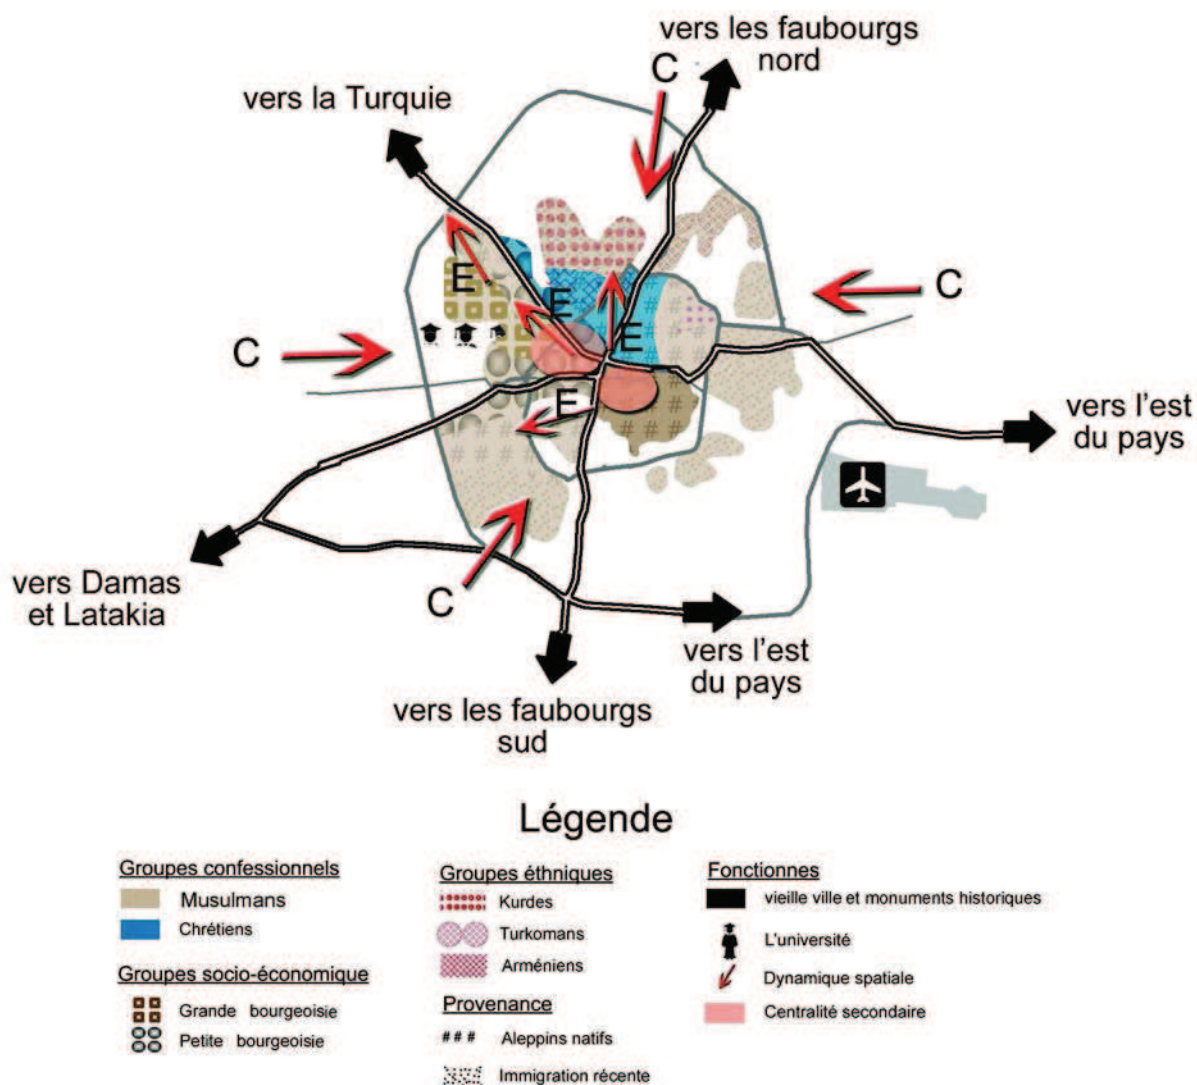 vers les faubourgs
nord
C
vers la Turquie
E
E
C
C
E
E
vers l'est
du pays
C
vers Damas
et Latakia
vers l'est
du pays
vers les faubourgs
sud
Légende
Groupes confessionnels
Musulmans
Chrétiens
Groupes socio-économique
Grande bourgeoisie
Petite bourgeoisie
Groupes éthniques
Kurdes
Turkomans
Arméniens
Provenance
### Aleppins natifs
Immigration récente
Fonctionnes
vieille ville et monuments historiques
L'université
Dynamique spatiale
Centralité secondaire